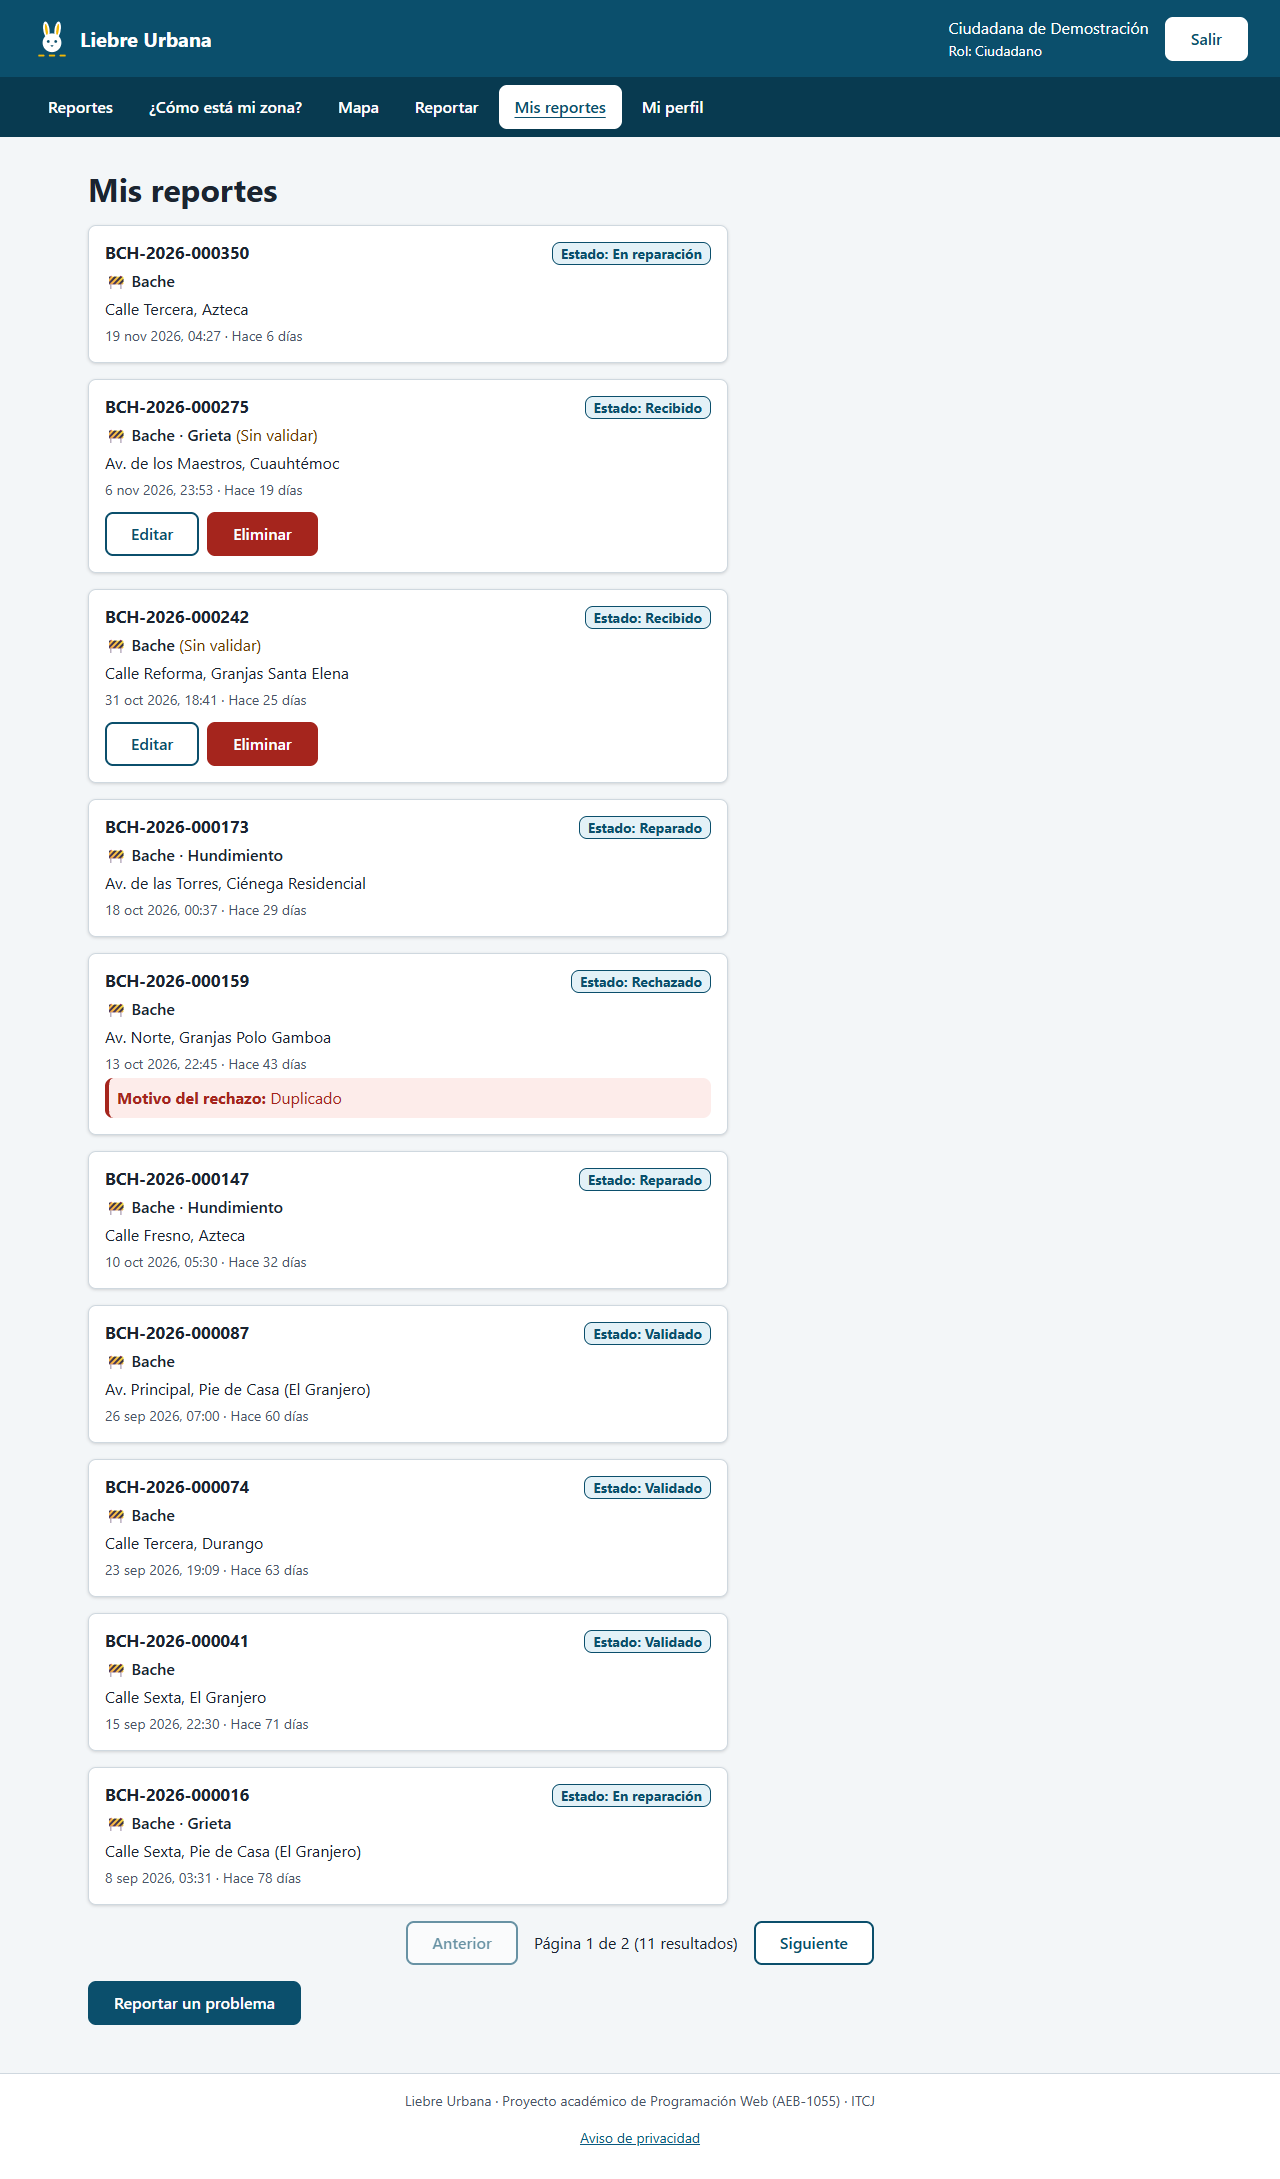 Liebre Urbana
Ciudadana de Demostración
Rol: Ciudadano
Salir
Reportes
¿Cómo está mi zona?
Mapa
Reportar
Mis reportes
Mi perfil
Mis reportes
BCH-2026-000350
Estado: En reparación
Bache
Calle Tercera, Azteca
19 nov 2026, 04:27 · Hace 6 días
BCH-2026-000275
Estado: Recibido
Bache · Grieta (Sin validar)
Av. de los Maestros, Cuauhtémoc
6 nov 2026, 23:53 · Hace 19 días
Editar
Eliminar
BCH-2026-000242
Estado: Recibido
Bache (Sin validar)
Calle Reforma, Granjas Santa Elena
31 oct 2026, 18:41 · Hace 25 días
Editar
Eliminar
BCH-2026-000173
Estado: Reparado
Bache · Hundimiento
Av. de las Torres, Ciénega Residencial
18 oct 2026, 00:37 · Hace 29 días
BCH-2026-000159
Estado: Rechazado
Bache
Av. Norte, Granjas Polo Gamboa
13 oct 2026, 22:45 · Hace 43 días
Motivo del rechazo: Duplicado
BCH-2026-000147
Estado: Reparado
Bache · Hundimiento
Calle Fresno, Azteca
10 oct 2026, 05:30 · Hace 32 días
BCH-2026-000087
Estado: Validado
Bache
Av. Principal, Pie de Casa (El Granjero)
26 sep 2026, 07:00 · Hace 60 días
BCH-2026-000074
Estado: Validado
Bache
Calle Tercera, Durango
23 sep 2026, 19:09 · Hace 63 días
BCH-2026-000041
Estado: Validado
Bache
Calle Sexta, El Granjero
15 sep 2026, 22:30 · Hace 71 días
BCH-2026-000016
Estado: En reparación
Bache · Grieta
Calle Sexta, Pie de Casa (El Granjero)
8 sep 2026, 03:31 · Hace 78 días
Anterior
Página 1 de 2 (11 resultados)
Siguiente
Reportar un problema
Liebre Urbana · Proyecto académico de Programación Web (AEB-1055) · ITCJ
Aviso de privacidad